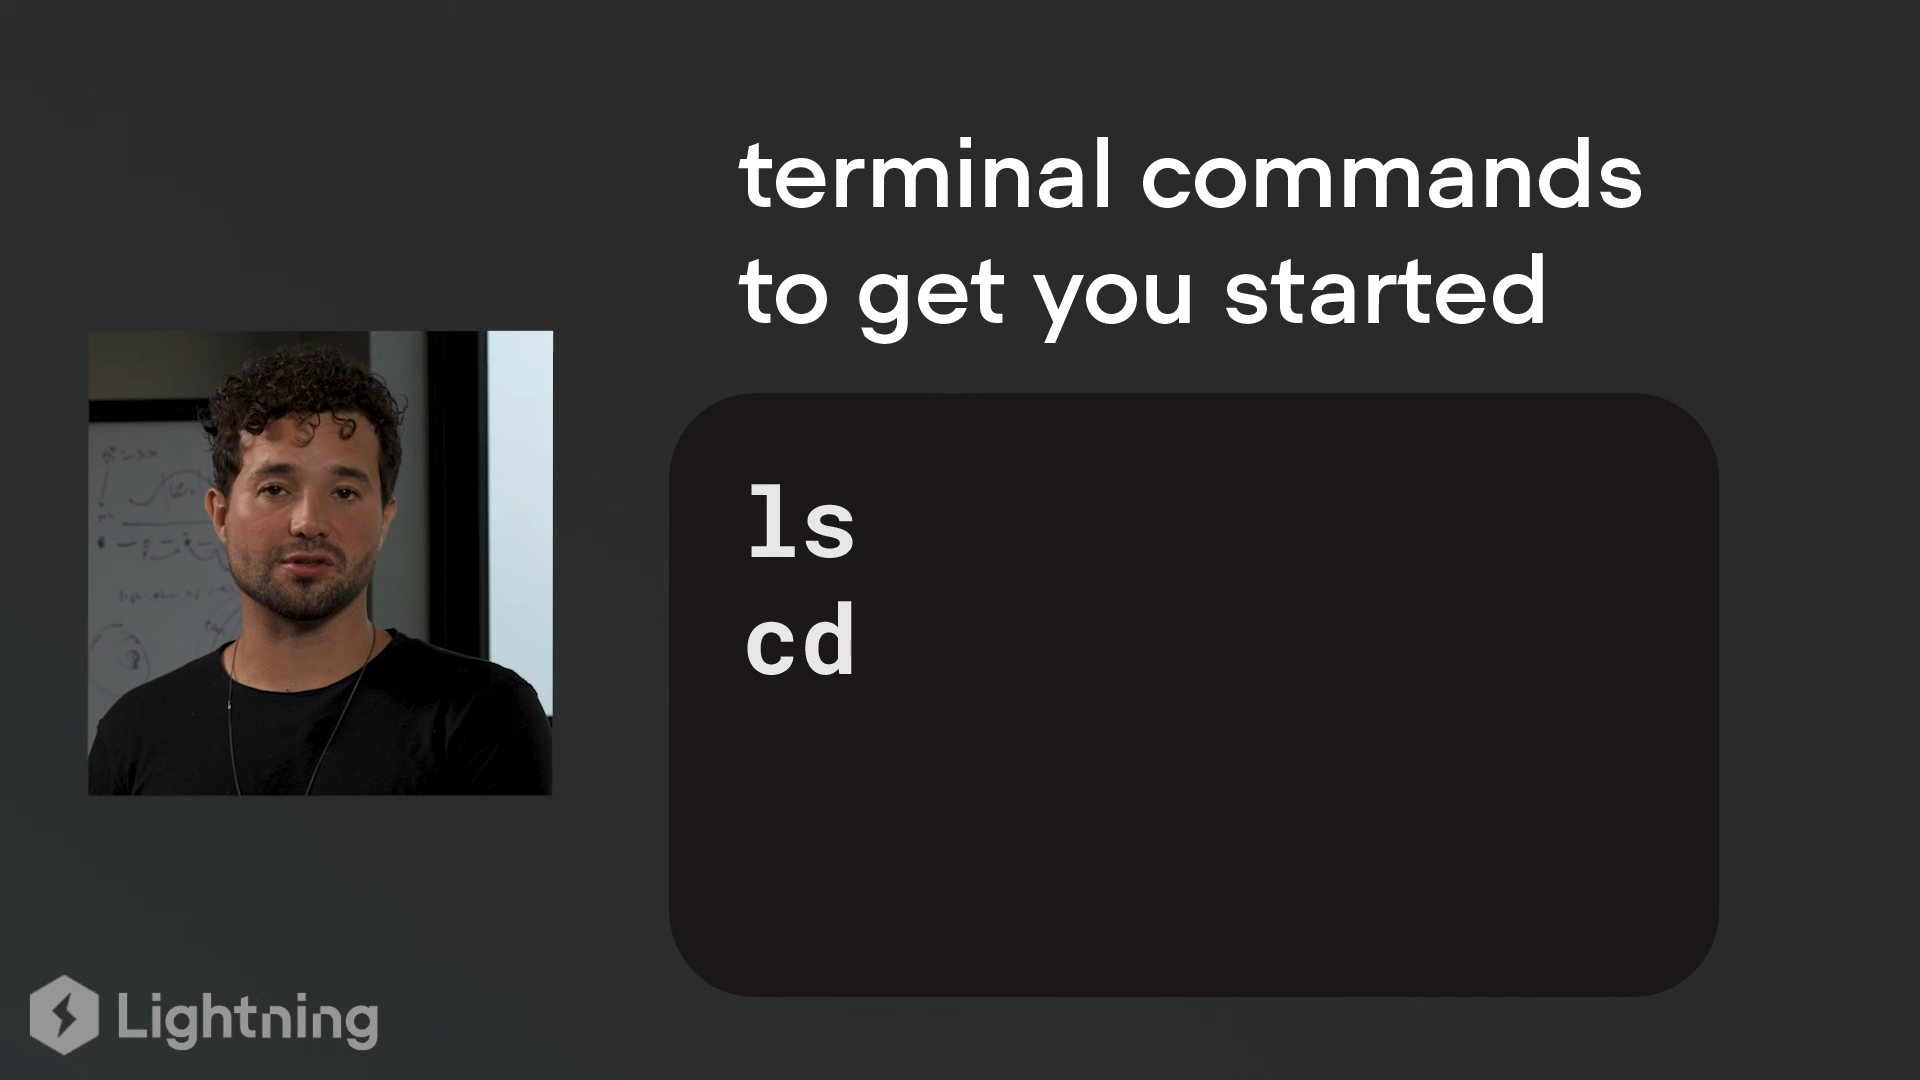 terminal commands
to get you started
ls
cd
Lightning